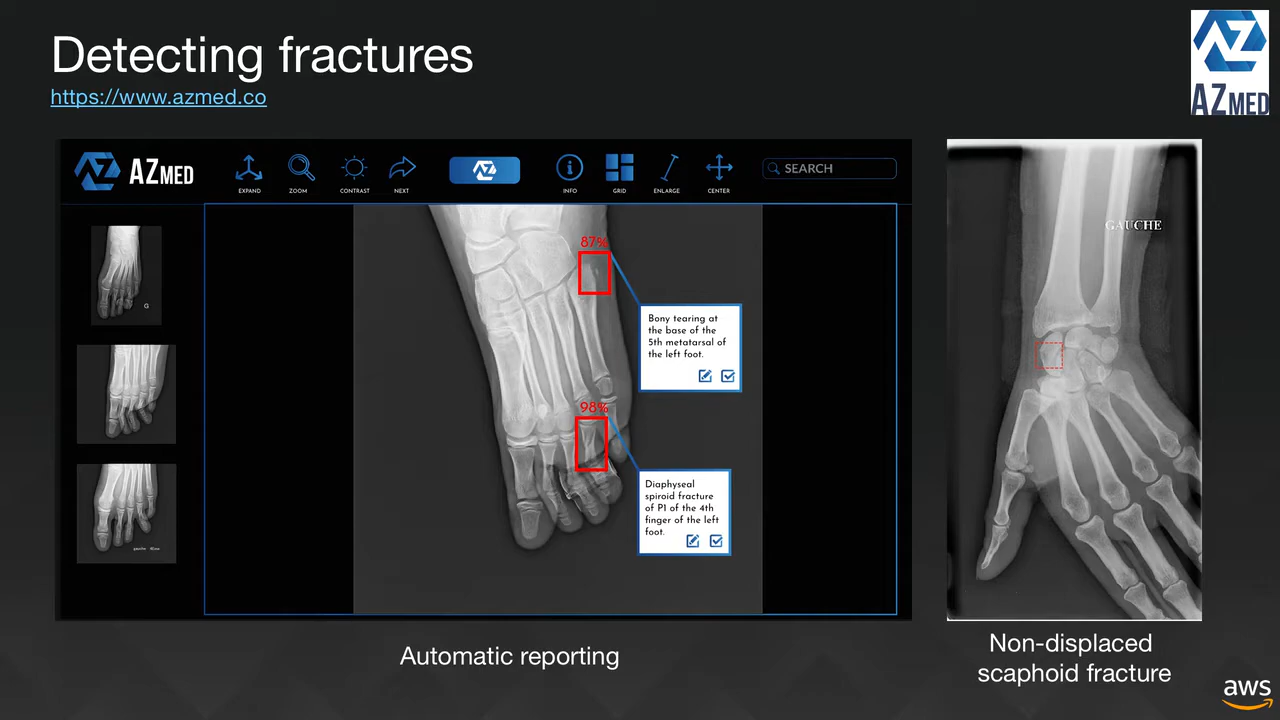 Detecting fractures
https://www.azmed.co
AZMED
AZMED
EXPAND
ZOOM
CONTRAST
NEXT
INFO
GRID
ENLARGE
CENTER
SEARCH
G
87%
Bony tearing at
the base of the
5th metatarsal of
the left foot.
98%
Diaphyseal
spiroid fracture
of P1 of the 4th
finger of the left
foot.
GAUCHE
Automatic reporting
Non-displaced
scaphoid fracture
aws